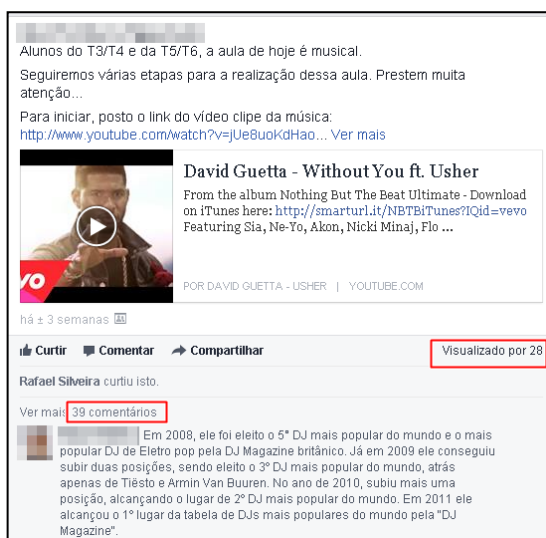 Alunos do T3/T4 e da T5/T6, a aula de hoje é musical.
Seguiremos várias etapas para a realização dessa aula. Prestem muita
atenção...
Para iniciar, posto o link do vídeo clipe da música:
http://www.youtube.com/watch?v=jUe8uoKdHao... Ver mais
David Guetta - Without You ft. Usher
From the album Nothing But The Beat Ultimate - Download
on iTunes here: http://smarturl.it/NBTBiTunes?IQid=vevo
Featuring Sia, Ne-Yo, Akon, Nicki Minaj, Flo ...
VO
POR DAVID GUETTA - USHER | YOUTUBE.COM
há ± 3 semanas
Curtir Comentar Compartilhar Visualizado por 28
Rafael Silveira curtiu isto.
Ver mais 39 comentários
Em 2008, ele foi eleito o 5° DJ mais popular do mundo e o mais
popular DJ de Eletro pop pela DJ Magazine britânico. Já em 2009 ele conseguiu
subir duas posições, sendo eleito o 3º DJ mais popular do mundo, atrás
apenas de Tiësto e Armin Van Buuren. No ano de 2010, subiu mais uma
posição, alcançando o lugar de 2º DJ mais popular do mundo. Em 2011 ele
alcançou o 1º lugar da tabela de DJs mais populares do mundo pela "DJ
Magazine".